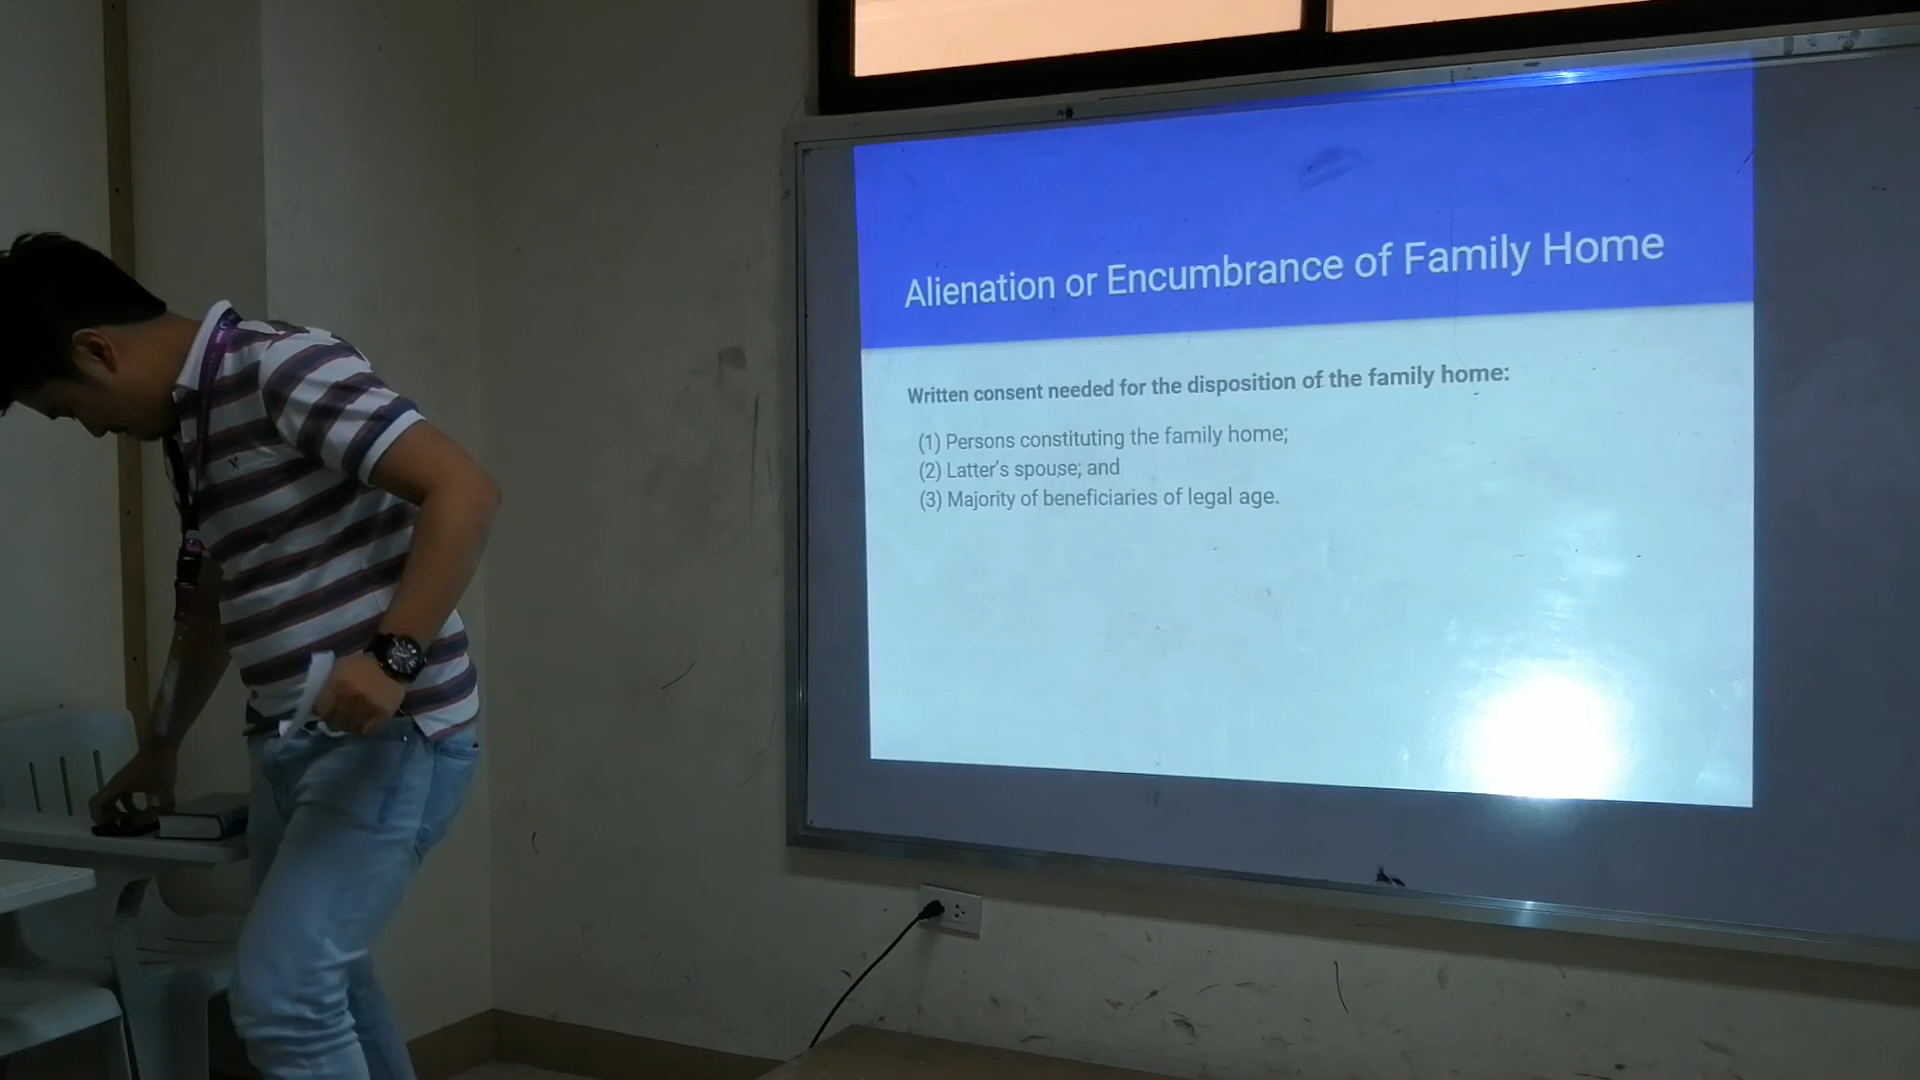 Alienation or Encumbrance of Family Home
Written consent needed for the disposition of the family home:
(1) Persons constituting the family home;
(2) Latter's spouse; and
(3) Majority of beneficiaries of legal age.